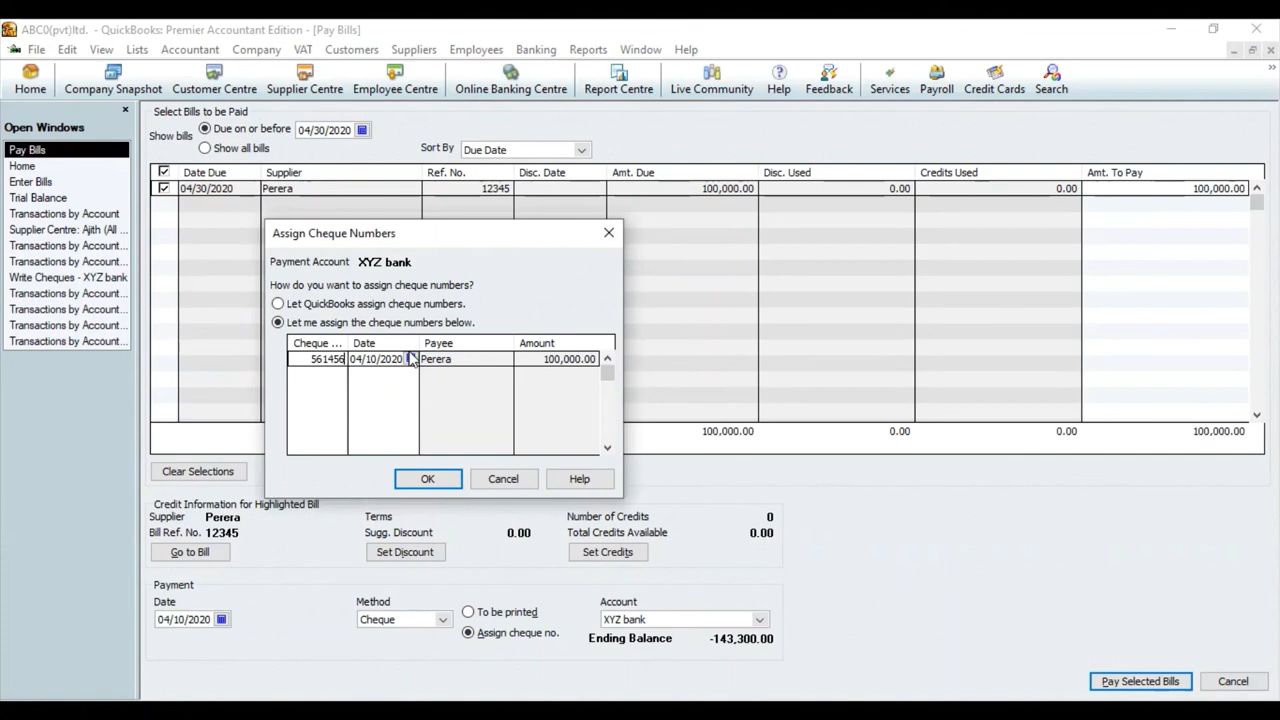 ABC0(pvt)ltd. - QuickBooks: Premier Accountant Edition - [Pay Bills]
File Edit View Lists Accountant Company VAT Customers Suppliers Employees Banking Reports Window Help
Home Company Snapshot Customer Centre Supplier Centre Employee Centre Online Banking Centre Report Centre Live Community Help Feedback Services Payroll Credit Cards Search
Open Windows
Pay Bills
Home
Enter Bills
Trial Balance
Transactions by Account
Supplier Centre: Ajith (All ...
Transactions by Accoun...
Write Cheques - XYZ bank
Transactions by Accoun...
Transactions by Accoun...
Transactions by Accoun...
Transactions by Accoun...
Select Bills to be Paid
Show bills
Due on or before 04/30/2020
Show all bills
Sort By Due Date
Date Due Supplier Ref. No. Disc. Date Amt. Due Disc. Used Credits Used Amt. To Pay
04/30/2020 Perera 12345 100,000.00 0.00 0.00 100,000.00
100,000.00 0.00 0.00 100,000.00
Assign Cheque Numbers
Payment Account XYZ bank
How do you want to assign cheque numbers?
Let QuickBooks assign cheque numbers.
Let me assign the cheque numbers below.
Cheque ... Date Payee Amount
561456 04/10/2020 Perera 100,000.00
OK Cancel Help
Clear Selections
Credit Information for Highlighted Bill
Supplier Perera Terms Number of Credits 0
Bill Ref. No. 12345 Sugg. Discount 0.00 Total Credits Available 0.00
Go to Bill Set Discount Set Credits
Payment
Date Method Account
04/10/2020 Cheque To be printed XYZ bank
Assign cheque no. Ending Balance -143,300.00
Pay Selected Bills Cancel